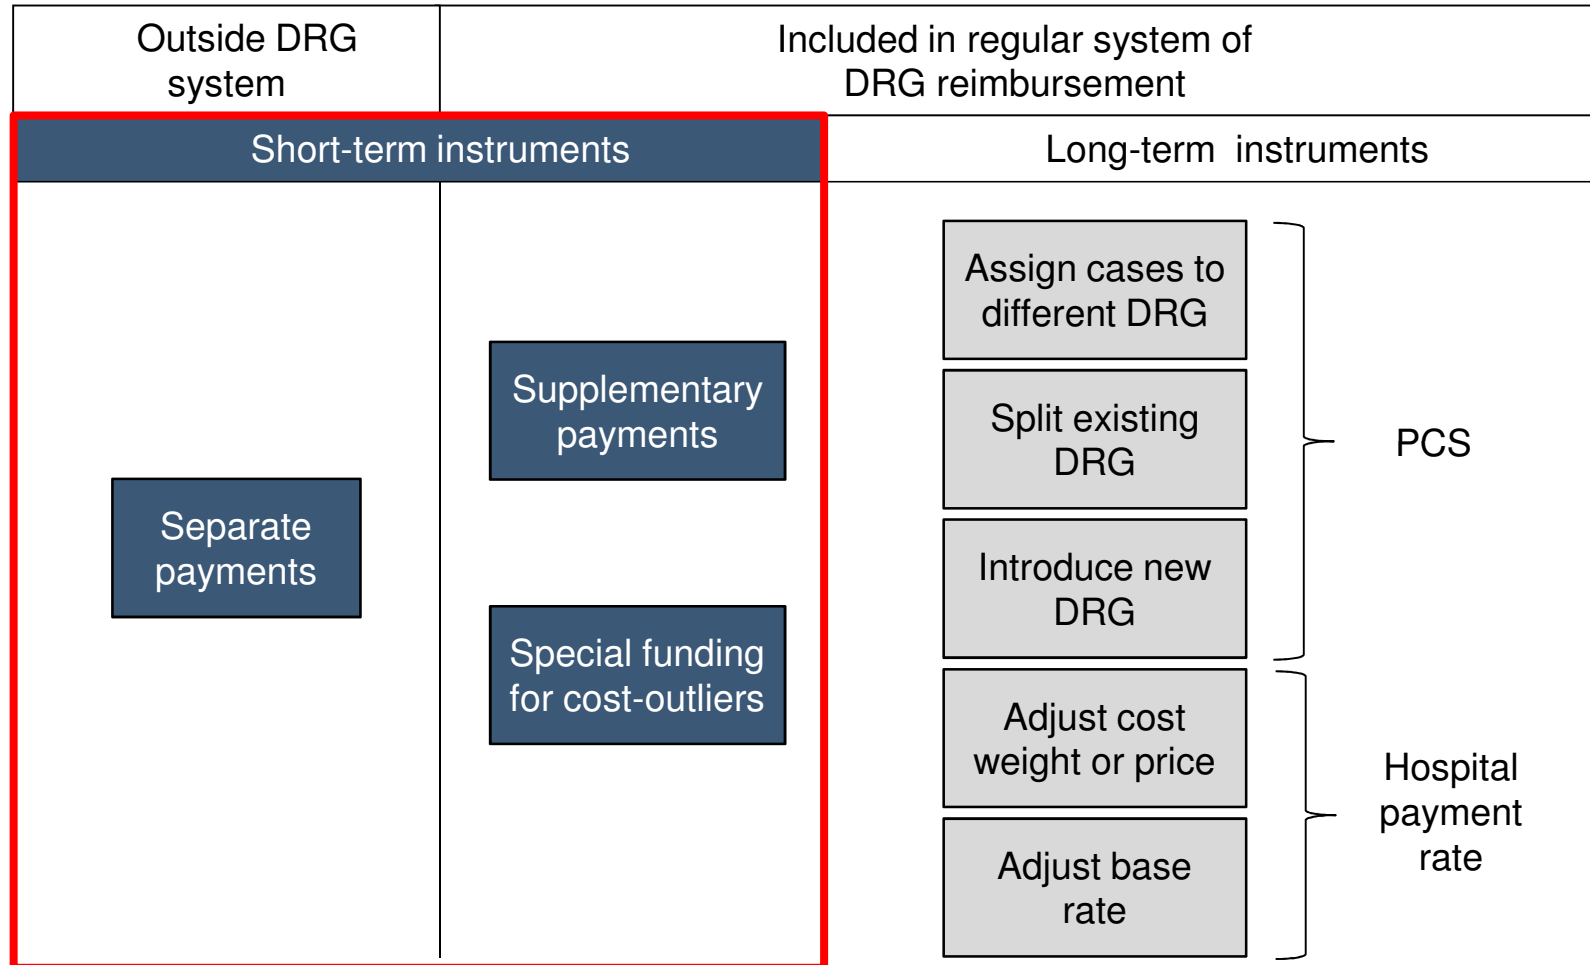 Outside DRG
system
Included in regular system of
DRG reimbursement
Short-term instruments
Long-term instruments
Separate
payments
Supplementary
payments
Special funding
for cost-outliers
Assign cases to
different DRG
Split existing
DRG
Introduce new
DRG
Adjust cost
weight or price
Adjust base
rate
PCS
Hospital
payment
rate